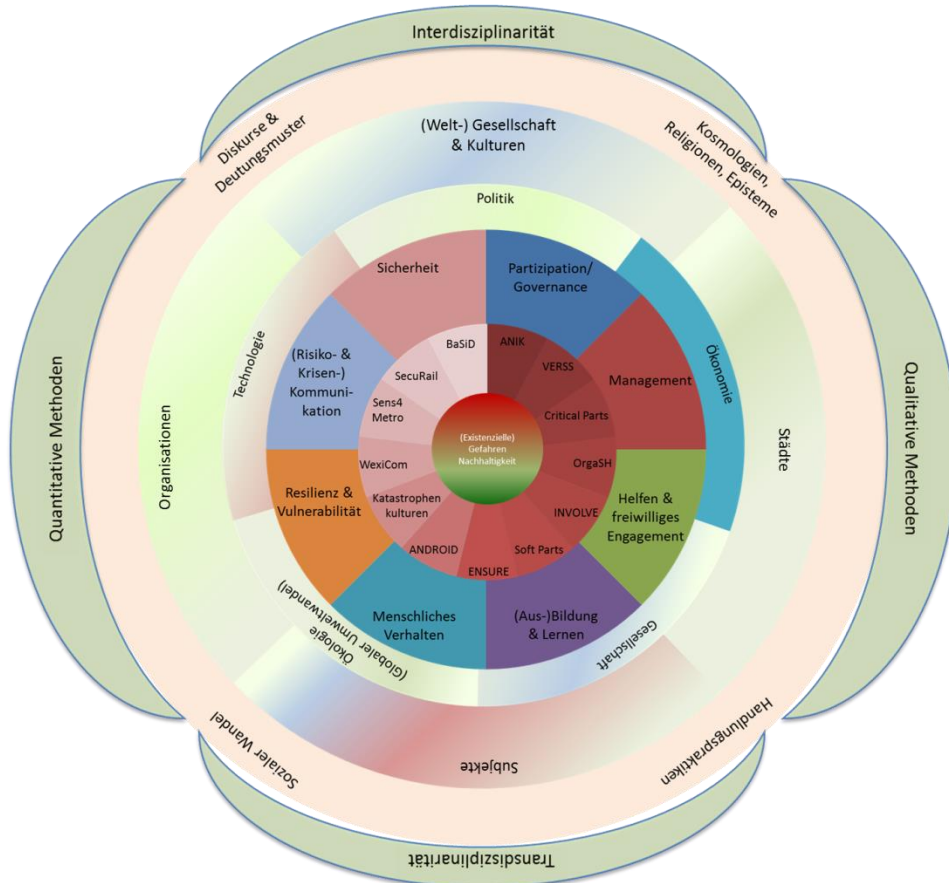 Interdisziplinarität
Diskurse &
Deutungsmuster
Kosmologien,
Religionen, Episteme
(Welt-) Gesellschaft
& Kulturen
Politik
Sicherheit
Partizipation/
Governance
Technologie
Ökonomie
(Risiko- &
Krisen-)
Kommuni-
kation
Management
BaSiD
ANIK
SecuRail
VERSS
Sens4
Metro
Critical Parts
Quantitative Methoden
Organisationen
(Existenzielle)
Gefahren
Nachhaltigkeit
Städte
Qualitative Methoden
WexiCom
OrgaSH
Katastrophen
kulturen
INVOLVE
ANDROID
Soft Parts
ENSURE
Resilienz &
Vulnerabilität
Helfen &
freiwilliges
Engagement
Menschliches
Verhalten
(Aus-)Bildung
& Lernen
Ökologie
(Globaler Umweltwandel)
Gesellschaft
Subjekte
Sozialer Wandel
Handlungspraktiken
Transdisziplinarität